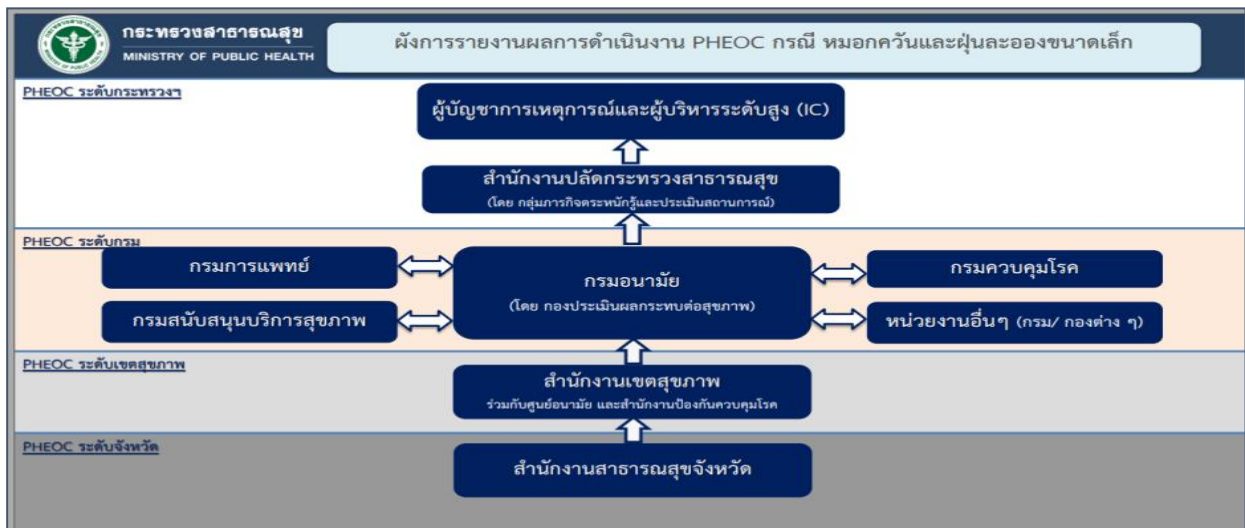 กระทรวงสาธารณสุข
MINISTRY OF PUBLIC HEALTH
ผังการรายงานผลการดำเนินงาน PHEOC กรณี หมอกควันและฝุ่นละอองขนาดเล็ก
PHEOC ระดับกระทรวงฯ
ผู้บัญชาการเหตุการณ์และผู้บริหารระดับสูง (IC)
สำนักงานปลัดกระทรวงสาธารณสุข
(โดย กลุ่มภารกิจตระหนักรู้และประเมินสถานการณ์)
PHEOC ระดับกรม
กรมการแพทย์
กรมสนับสนุนบริการสุขภาพ
กรมอนามัย
(โดย กองประเมินผลกระทบต่อสุขภาพ)
กรมควบคุมโรค
หน่วยงานอื่นๆ (กรม/ กองต่าง ๆ)
PHEOC ระดับเขตสุขภาพ
สำนักงานเขตสุขภาพ
ร่วมกับศูนย์อนามัย และสำนักงานป้องกันควบคุมโรค
PHEOC ระดับจังหวัด
สำนักงานสาธารณสุขจังหวัด